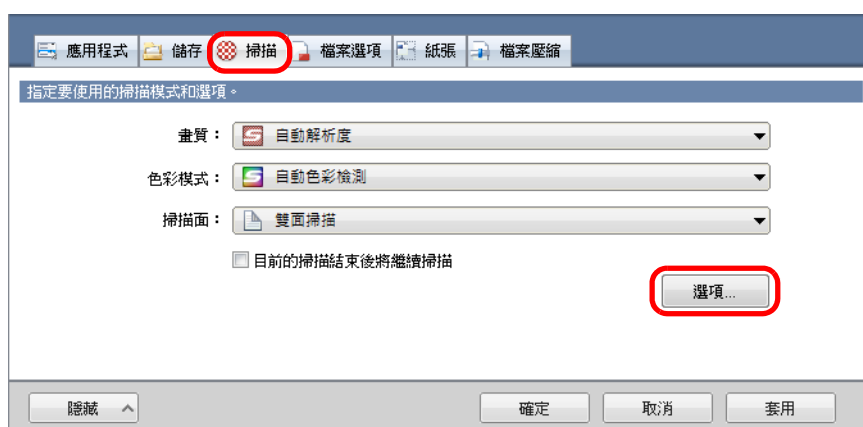 應用程式 儲存 掃描 檔案選項 紙張 檔案壓縮
指定要使用的掃描模式和選項。
畫質： 自動解析度
色彩模式： 自動色彩檢測
掃描面： 雙面掃描
目前的掃描結束後將繼續掃描
選項...
隱藏 確定 取消 套用